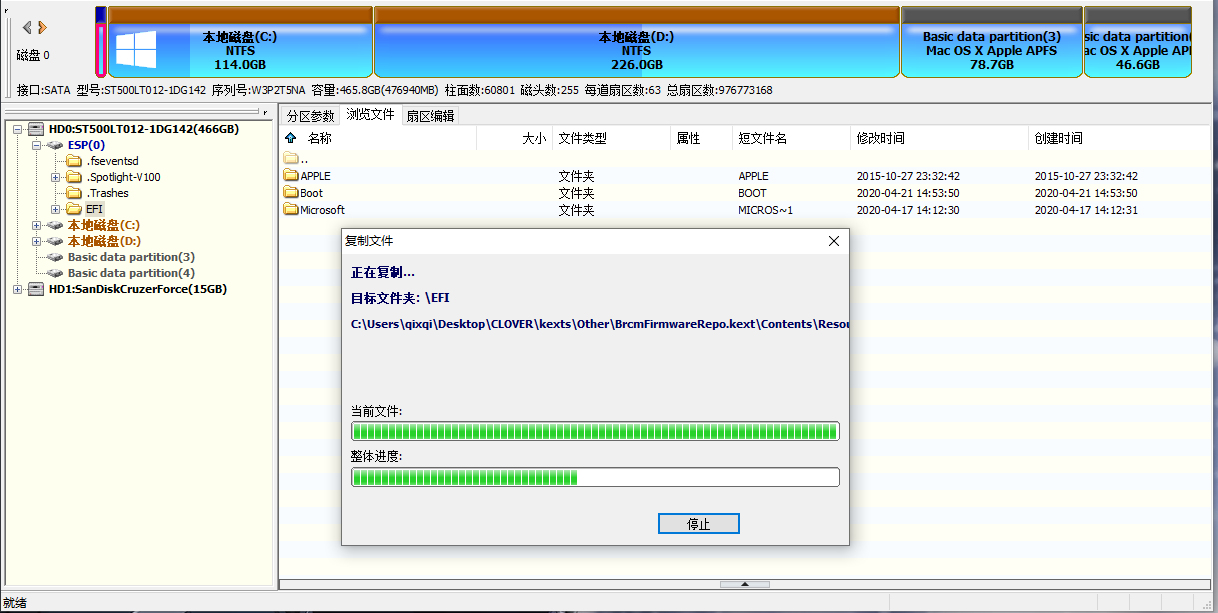 磁盘 0
本地磁盘(C:)
NTFS
114.0GB
本地磁盘(D:)
NTFS
226.0GB
Basic data partition(3)
Mac OS X Apple APFS
78.7GB
sic data partition(
ac OS X Apple AP
46.6GB
接口:SATA 型号:ST500LT012-1DG142 序列号:W3P2T5NA 容量:465.8GB(476940MB) 柱面数:60801 磁头数:255 每道扇区数:63 总扇区数:976773168
HD0:ST500LT012-1DG142(466GB)
ESP(0)
.fseventsd
.Spotlight-V100
.Trashes
EFI
本地磁盘(C:)
本地磁盘(D:)
Basic data partition(3)
Basic data partition(4)
HD1:SanDiskCruzerForce(15GB)
分区参数 浏览文件 扇区编辑
名称 大小 文件类型 属性 短文件名 修改时间 创建时间
..
APPLE 文件夹 APPLE 2015-10-27 23:32:42 2015-10-27 23:32:42
Boot 文件夹 BOOT 2020-04-21 14:53:50 2020-04-21 14:53:50
Microsoft 文件夹 MICROS~1 2020-04-17 14:12:30 2020-04-17 14:12:31
复制文件
正在复制...
目标文件夹: \EFI
C:\Users\qixqi\Desktop\CLOVER\kexts\Other\BrcmFirmwareRepo.kext\Contents\Resou
当前文件:
整体进度:
停止
就绪